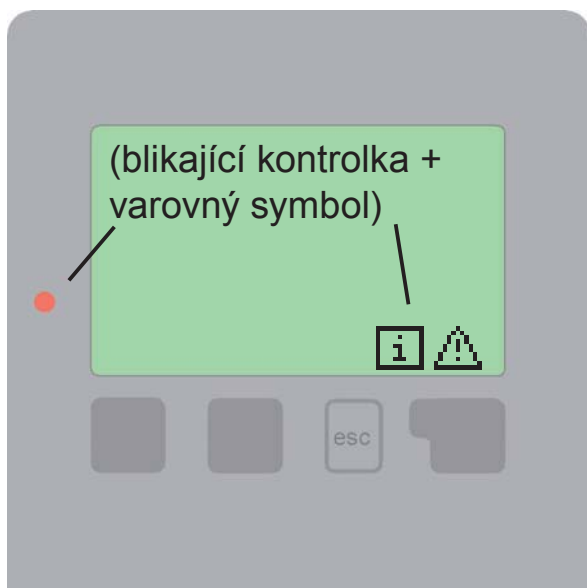 (blikající kontrolka +
varovný symbol)
i
esc